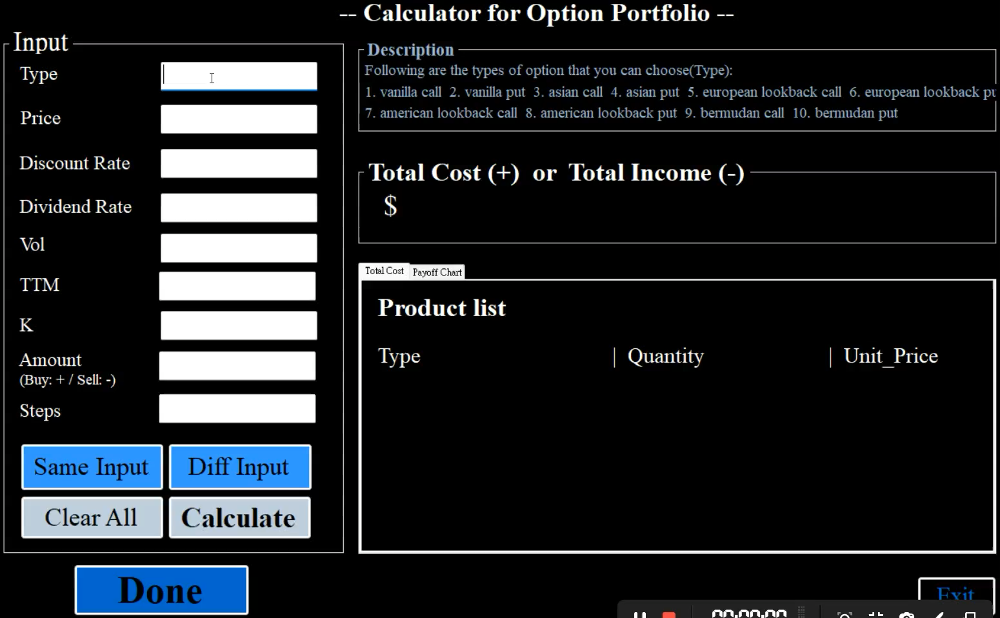 -- Calculator for Option Portfolio --
Input
Type
Price
Discount Rate
Dividend Rate
Vol
TTM
K
Amount
(Buy: + / Sell: -)
Steps
Same Input
Diff Input
Clear All
Calculate
Done
Description
Following are the types of option that you can choose(Type):
1. vanilla call 2. vanilla put 3. asian call 4. asian put 5. european lookback call 6. european lookback pu
7. american lookback call 8. american lookback put 9. bermudan call 10. bermudan put
Total Cost (+) or Total Income (-)
$
Total Cost
Payoff Chart
Product list
Type | Quantity | Unit_Price
Exit
00:00:00